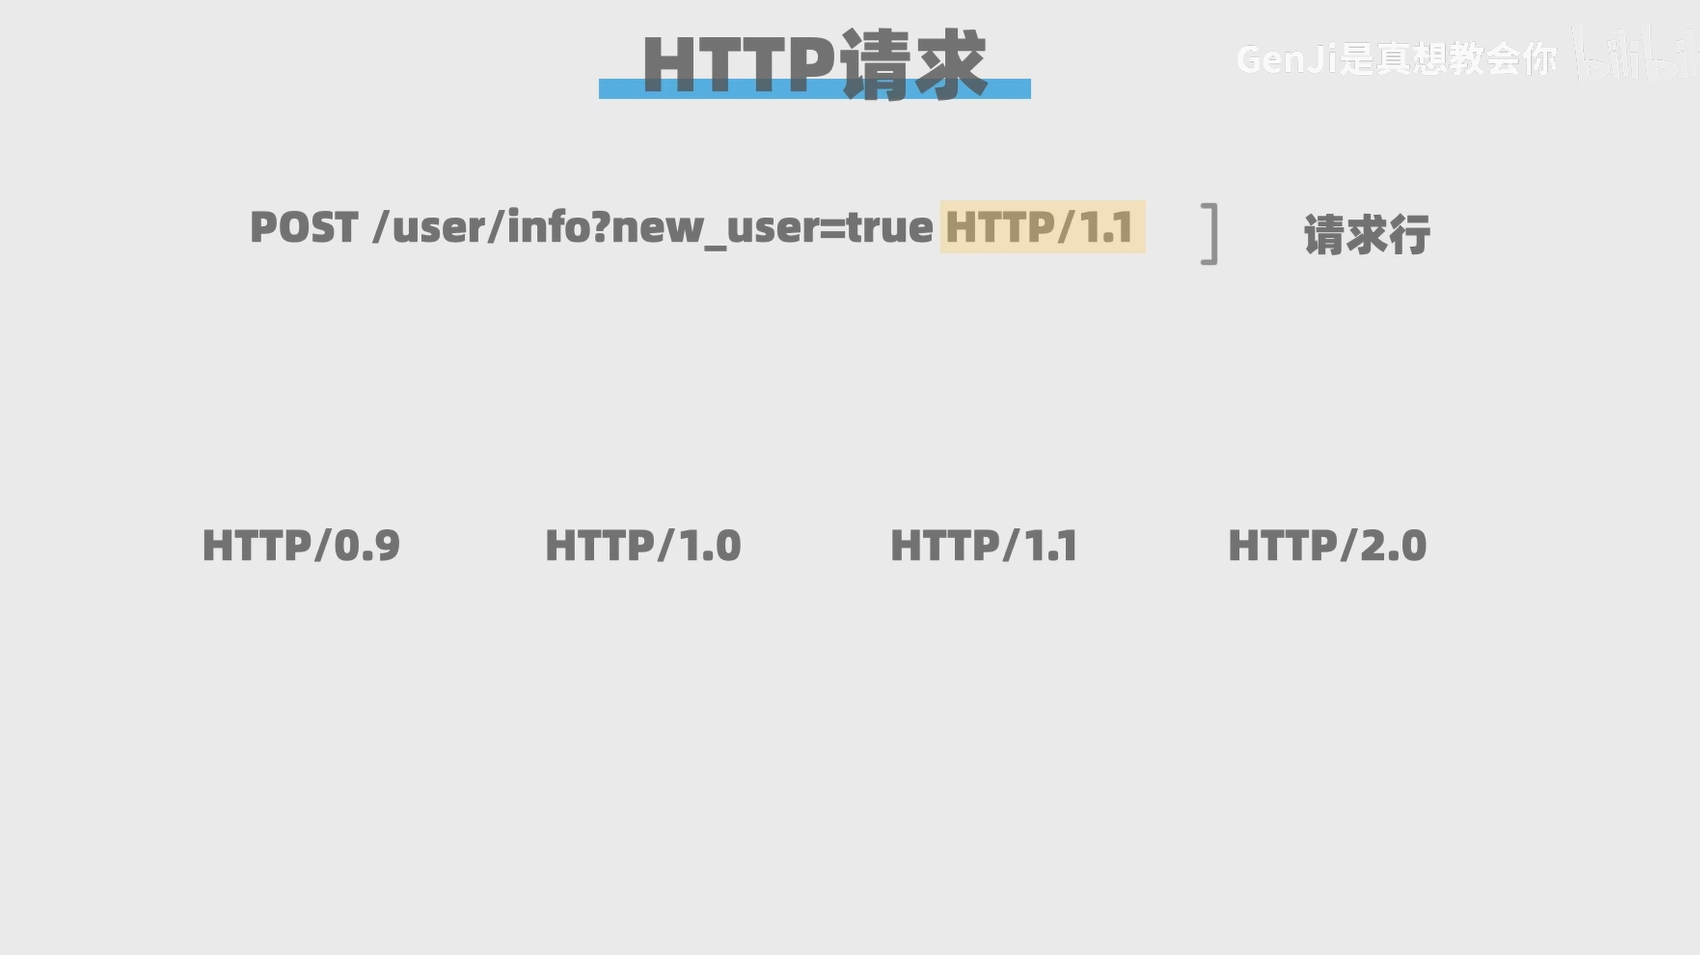 HTTP请求
GenJi是真想教会你 bilibili
POST /user/info?new_user=true HTTP/1.1
请求行
HTTP/0.9 HTTP/1.0 HTTP/1.1 HTTP/2.0